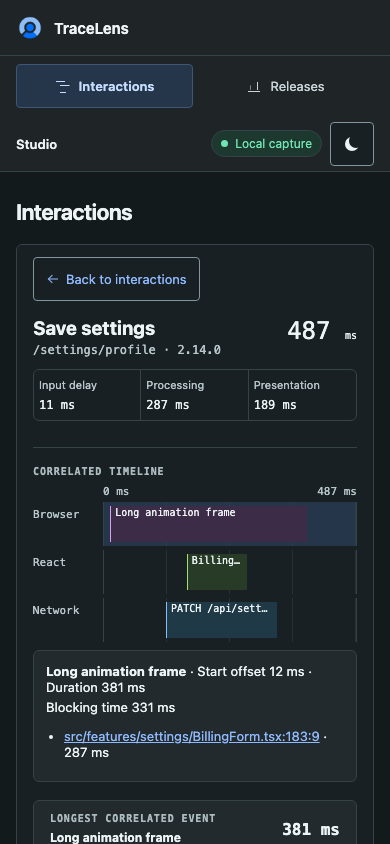 TraceLens
Interactions
Releases
Studio
Local capture
Interactions
← Back to interactions
Save settings
487 ms
/settings/profile · 2.14.0
Input delay
Processing
Presentation
11 ms
287 ms
189 ms
CORRELATED TIMELINE
0 ms
487 ms
Browser
Long animation frame
React
Billing…
Network
PATCH /api/sett…
Long animation frame · Start offset 12 ms ·
Duration 381 ms
Blocking time 331 ms
• src/features/settings/BillingForm.tsx:183:9 ·
287 ms
LONGEST CORRELATED EVENT
Long animation frame
381 ms